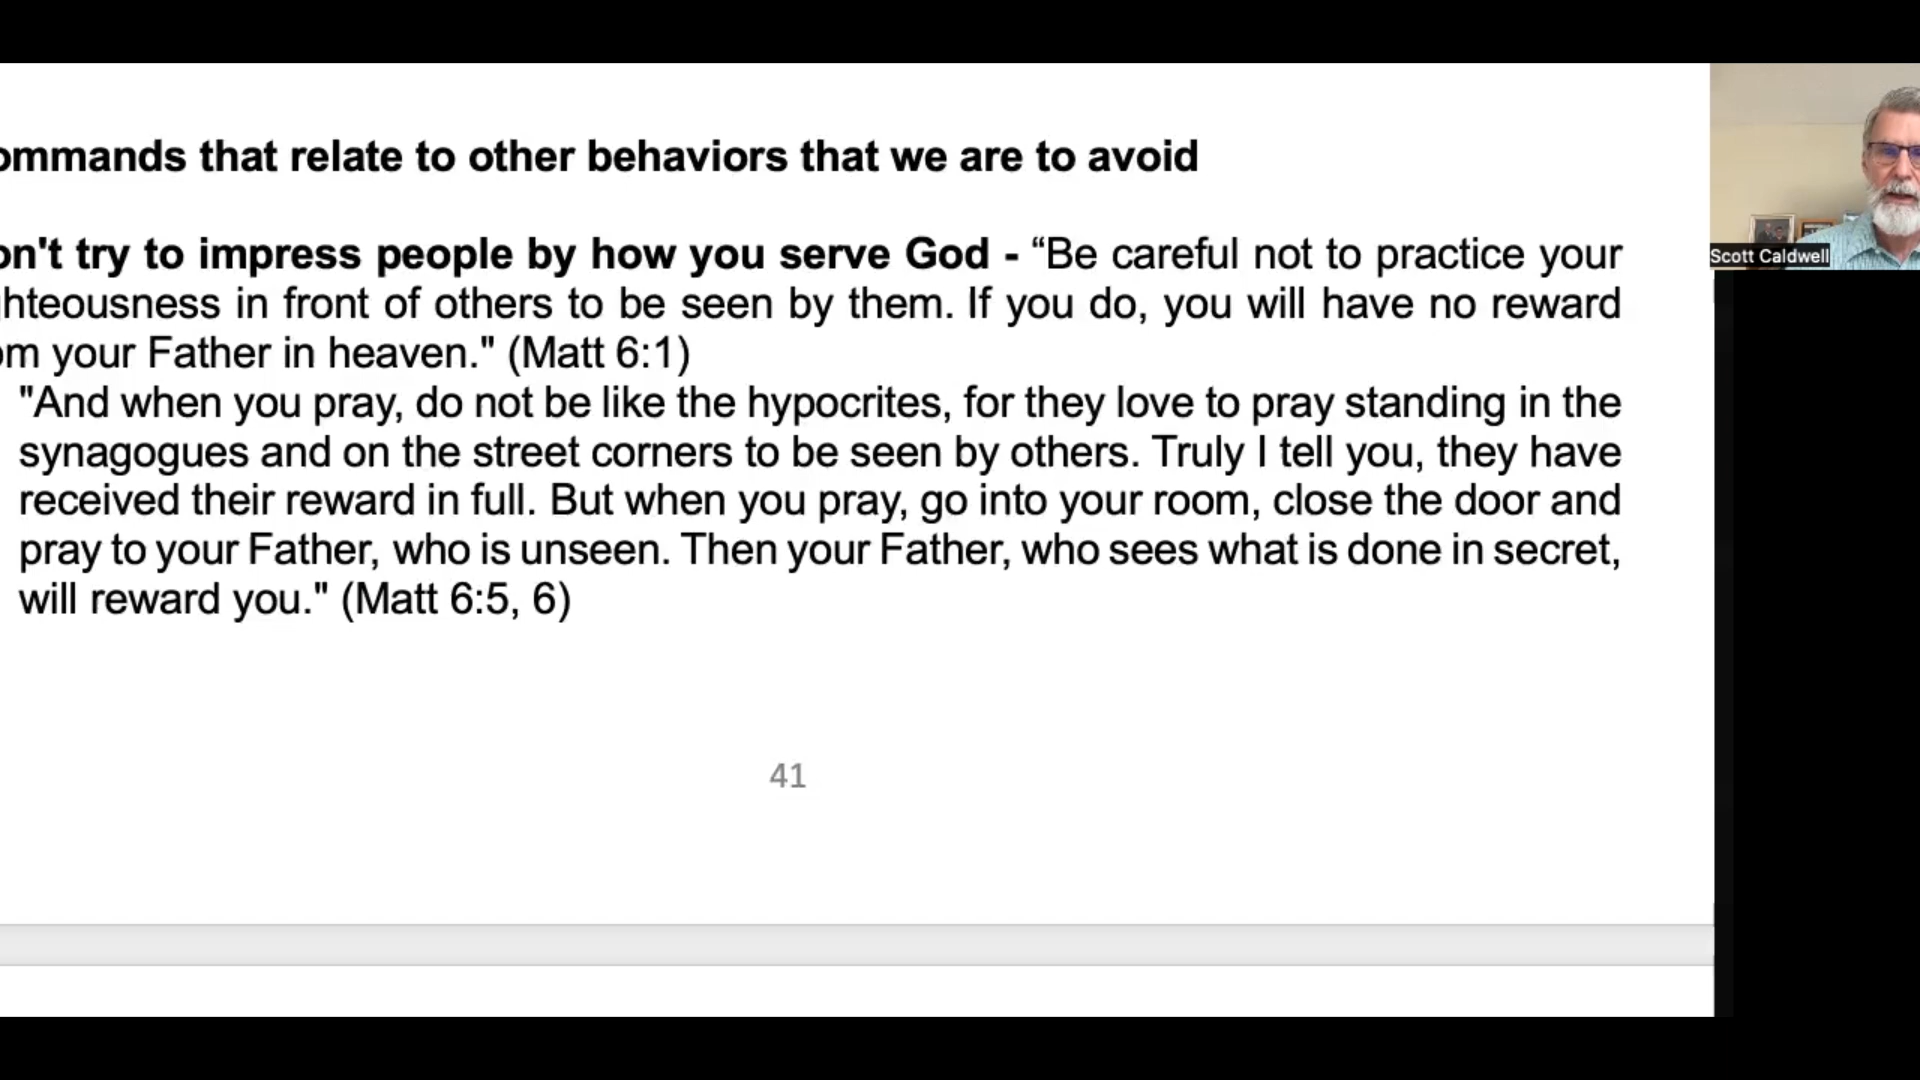 ommands that relate to other behaviors that we are to avoid
on't try to impress people by how you serve God - “Be careful not to practice your
hteousness in front of others to be seen by them. If you do, you will have no reward
om your Father in heaven." (Matt 6:1)
"And when you pray, do not be like the hypocrites, for they love to pray standing in the
synagogues and on the street corners to be seen by others. Truly I tell you, they have
received their reward in full. But when you pray, go into your room, close the door and
pray to your Father, who is unseen. Then your Father, who sees what is done in secret,
will reward you." (Matt 6:5, 6)
41
Scott Caldwell